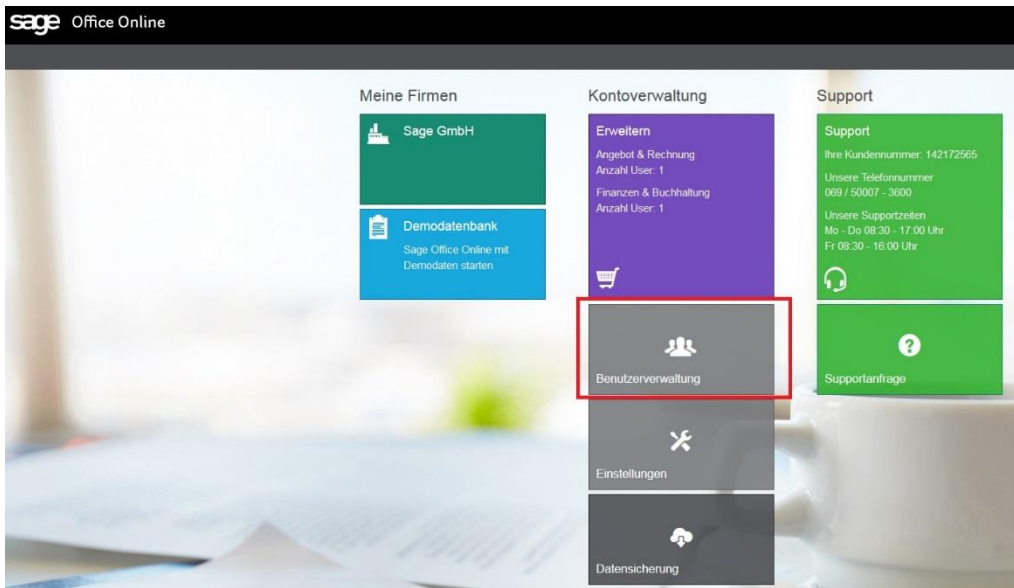 sage Office Online
Meine Firmen
Sage GmbH
Demodatenbank
Sage Office Online mit
Demodaten starten
Kontoverwaltung
Erweitern
Angebot & Rechnung
Anzahl User: 1
Finanzen & Buchhaltung
Anzahl User: 1
Benutzerverwaltung
Einstellungen
Datensicherung
Support
Support
Ihre Kundennummer: 142172565
Unsere Telefonnummer
069 / 50007 - 3600
Unsere Supportzeiten
Mo - Do 08:30 - 17:00 Uhr
Fr 08:30 - 16:00 Uhr
Supportanfrage